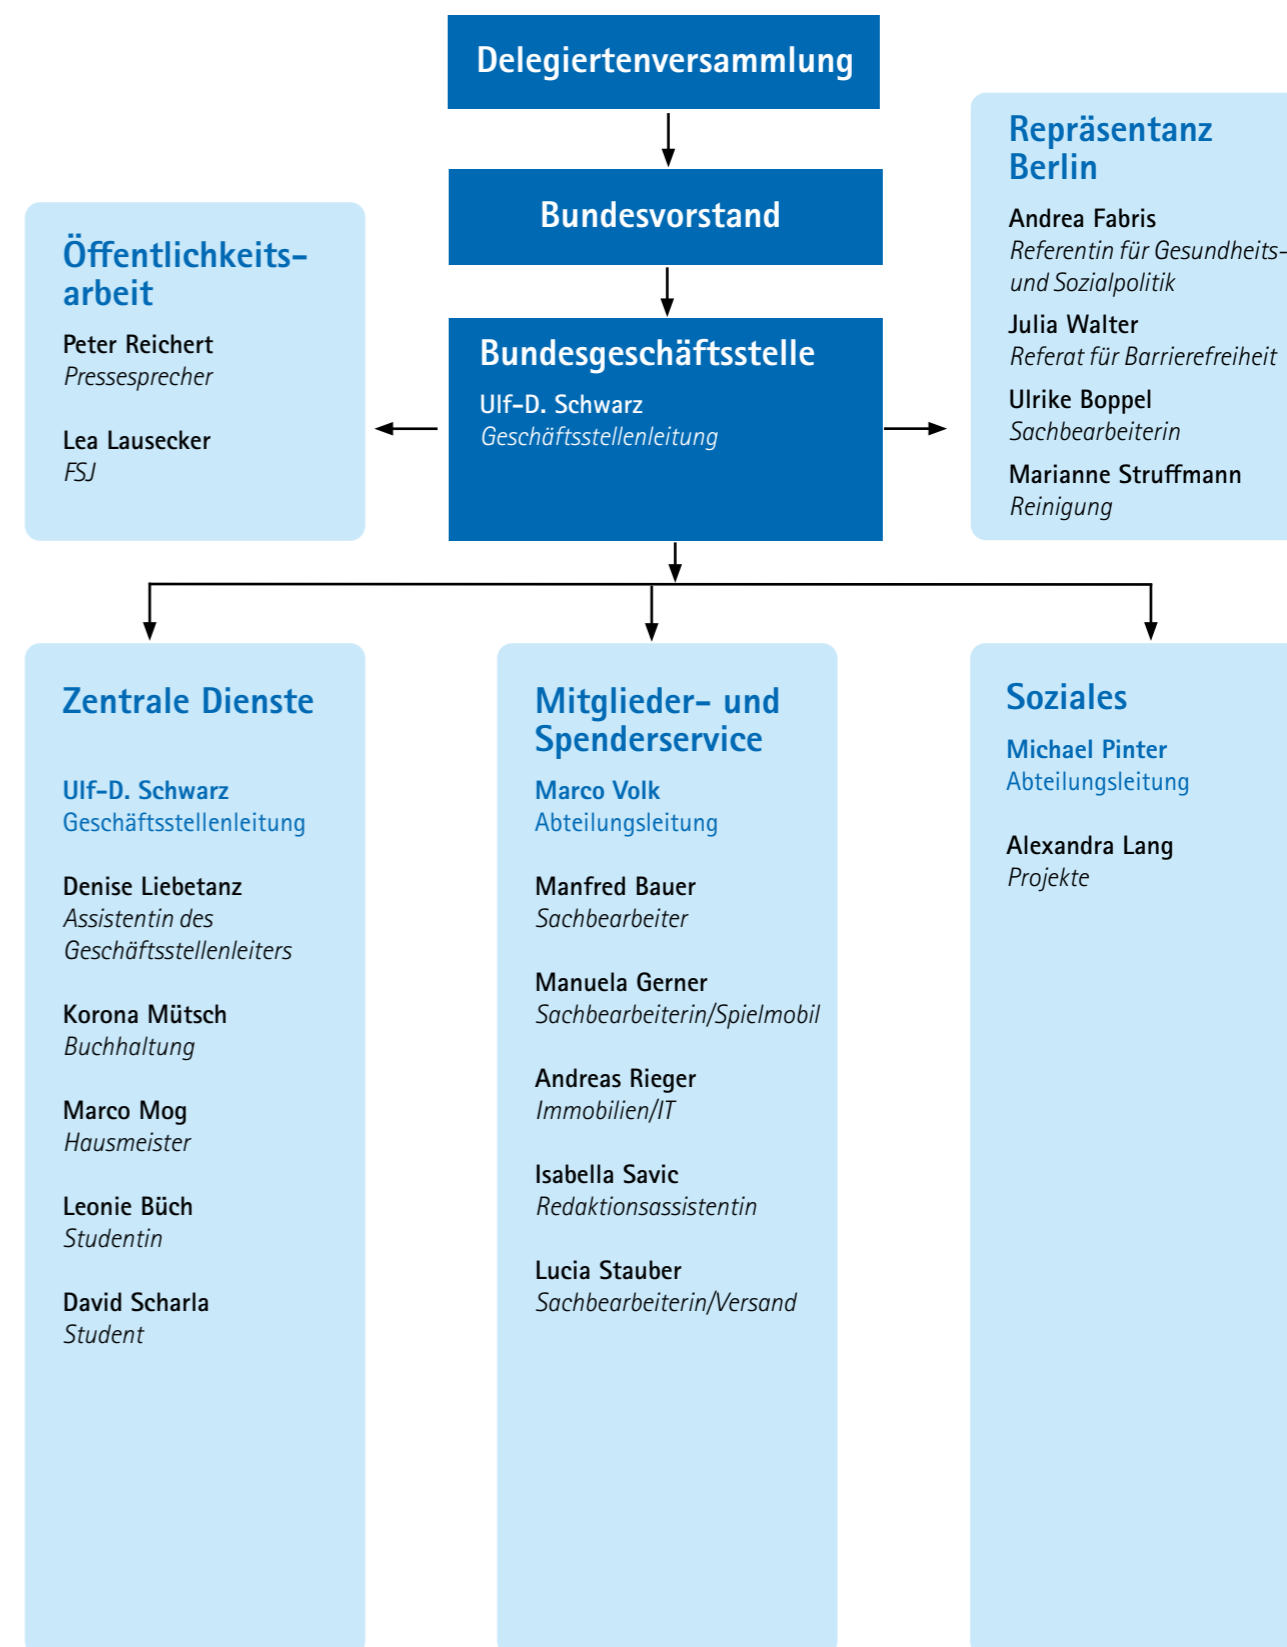 Delegiertenversammlung
Bundesvorstand
Bundesgeschäftsstelle
Ulf-D. Schwarz
Geschäftsstellenleitung
Öffentlichkeits-
arbeit
Peter Reichert
Pressesprecher
Lea Lausecker
FSJ
Repräsentanz
Berlin
Andrea Fabris
Referentin für Gesundheits-
und Sozialpolitik
Julia Walter
Referat für Barrierefreiheit
Ulrike Boppel
Sachbearbeiterin
Marianne Struffmann
Reinigung
Zentrale Dienste
Ulf-D. Schwarz
Geschäftsstellenleitung
Denise Liebetanz
Assistentin des
Geschäftsstellenleiters
Korona Mütsch
Buchhaltung
Marco Mog
Hausmeister
Leonie Büch
Studentin
David Scharla
Student
Mitglieder- und
Spenderservice
Marco Volk
Abteilungsleitung
Manfred Bauer
Sachbearbeiter
Manuela Gerner
Sachbearbeiterin/Spielmobil
Andreas Rieger
Immobilien/IT
Isabella Savic
Redaktionsassistentin
Lucia Stauber
Sachbearbeiterin/Versand
Soziales
Michael Pinter
Abteilungsleitung
Alexandra Lang
Projekte